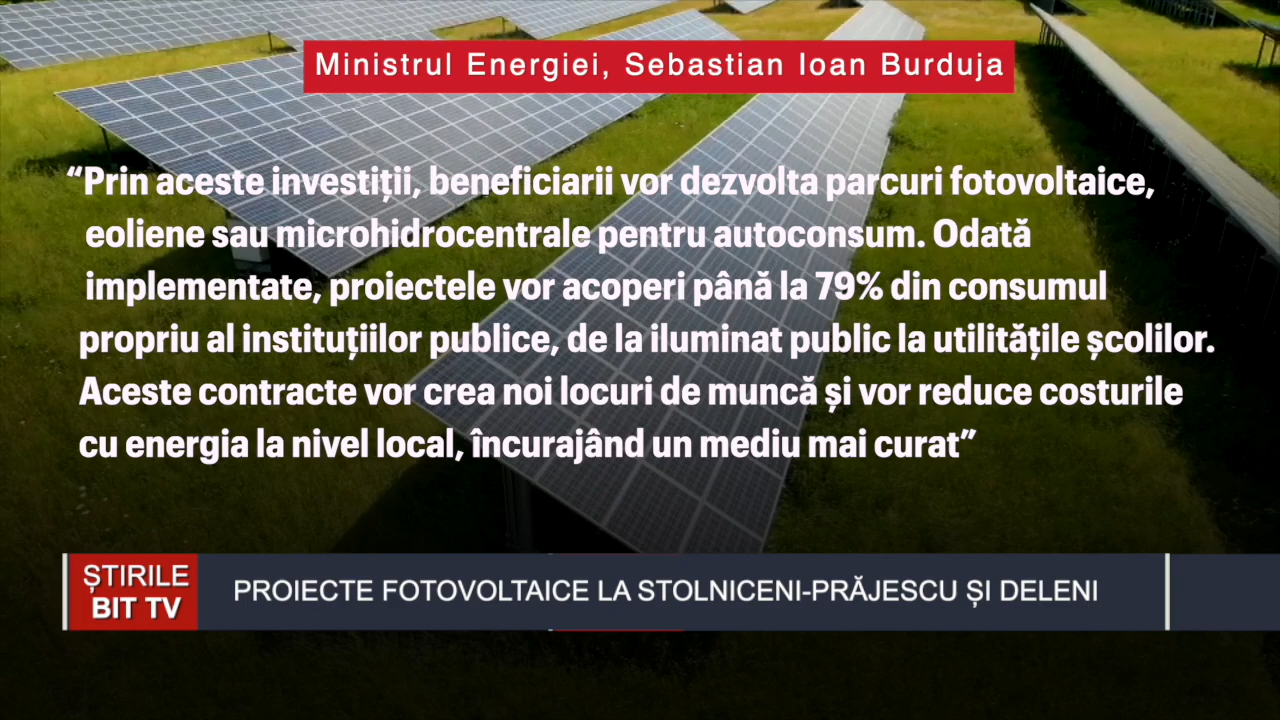 Ministrul Energiei, Sebastian Ioan Burduja
“Prin aceste investiții, beneficiarii vor dezvolta parcuri fotovoltaice,
eoliene sau microhidrocentrale pentru autoconsum. Odată
implementate, proiectele vor acoperi până la 79% din consumul
propriu al instituțiilor publice, de la iluminat public la utilitățile școlilor.
Aceste contracte vor crea noi locuri de muncă și vor reduce costurile
cu energia la nivel local, încurajând un mediu mai curat”
ȘTIRILE
BIT TV
PROIECTE FOTOVOLTAICE LA STOLNICENI-PRĂJESCU ȘI DELENI